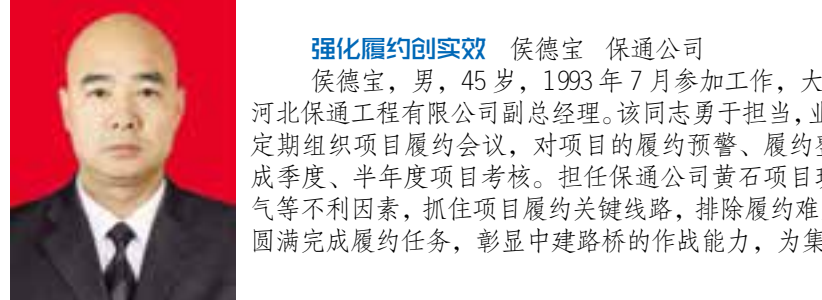 强化履约创实效 侯德宝 保通公司
侯德宝，男，45岁，1993年7月参加工作，大
河北保通工程有限公司副总经理。该同志勇于担当，业
定期组织项目履约会议，对项目的履约预警、履约整
成季度、半年度项目考核。担任保通公司黄石项目现
气等不利因素，抓住项目履约关键线路，排除履约难
圆满完成履约任务，彰显中建路桥的作战能力，为集